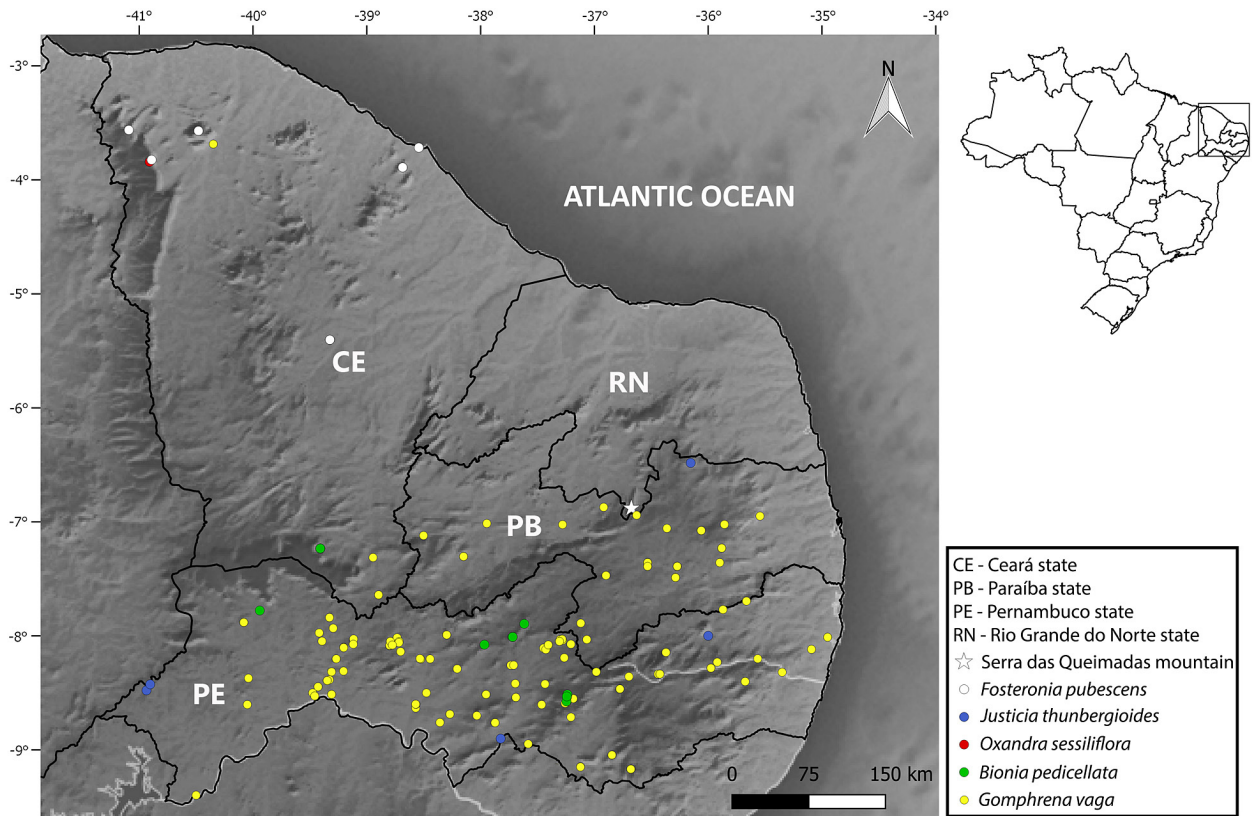 -41° -40° -39° -38° -37° -36° -35° -34°
-3°
-4°
-5°
-6°
-7°
-8°
-9°
N
ATLANTIC OCEAN
CE
RN
PB
PE
0 75 150 km
CE - Ceará state
PB - Paraíba state
PE - Pernambuco state
RN - Rio Grande do Norte state
Serra das Queimadas mountain
Fosteronia pubescens
Justicia thunbergioides
Oxandra sessiliflora
Bionia pedicellata
Gomphrena vaga